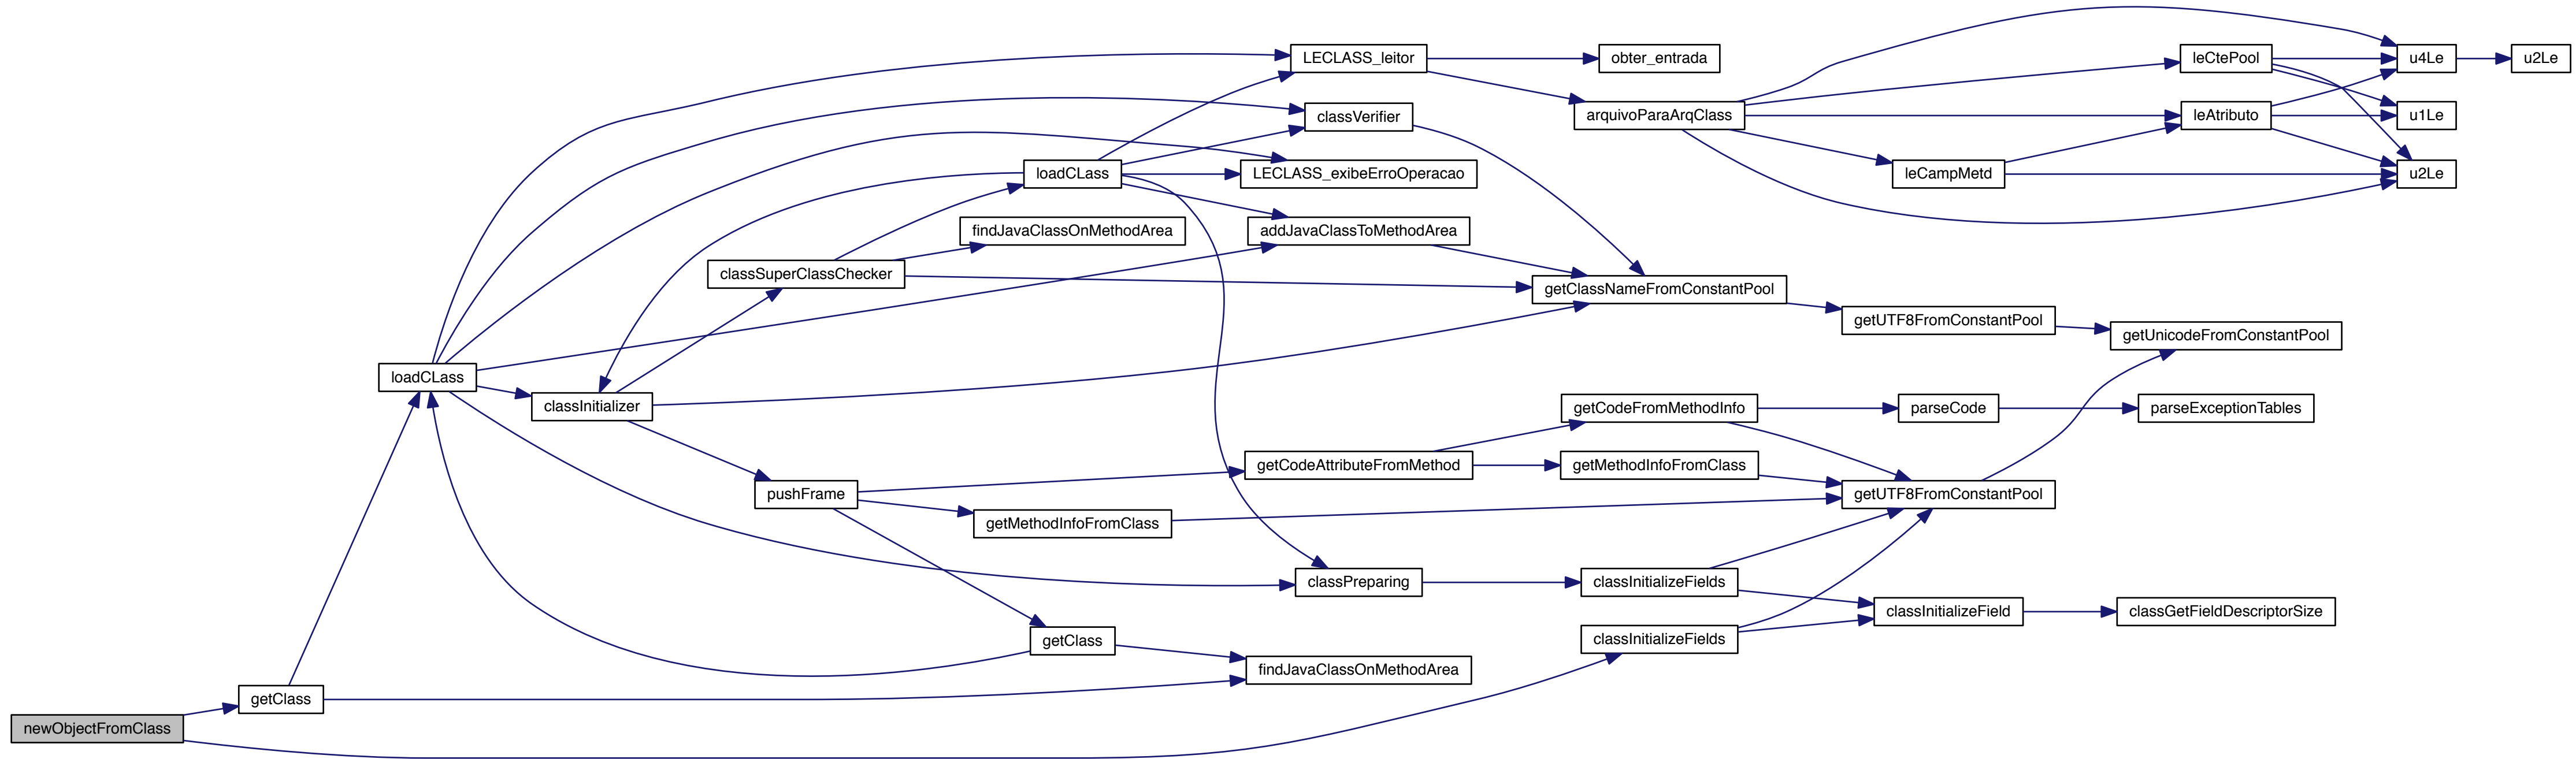 newObjectFromClass
getClass
loadCLass
classInitializer
classSuperClassChecker
pushFrame
loadCLass
findJavaClassOnMethodArea
getMethodInfoFromClass
getClass
LECLASS_leitor
classVerifier
LECLASS_exibeErroOperacao
addJavaClassToMethodArea
getCodeAttributeFromMethod
classPreparing
findJavaClassOnMethodArea
obter_entrada
arquivoParaArqClass
getClassNameFromConstantPool
getCodeFromMethodInfo
getMethodInfoFromClass
classInitializeFields
classInitializeFields
leCampMetd
getUTF8FromConstantPool
parseCode
getUTF8FromConstantPool
classInitializeField
leCtePool
leAtributo
getUnicodeFromConstantPool
parseExceptionTables
classGetFieldDescriptorSize
u4Le
u1Le
u2Le
u2Le